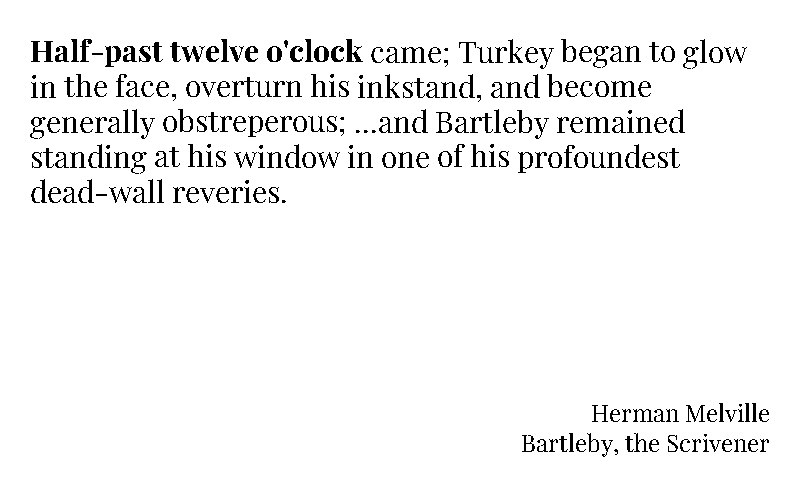 Half-past twelve o'clock came; Turkey began to glow
in the face, overturn his inkstand, and become
generally obstreperous; ...and Bartleby remained
standing at his window in one of his profoundest
dead-wall reveries.
Herman Melville
Bartleby, the Scrivener